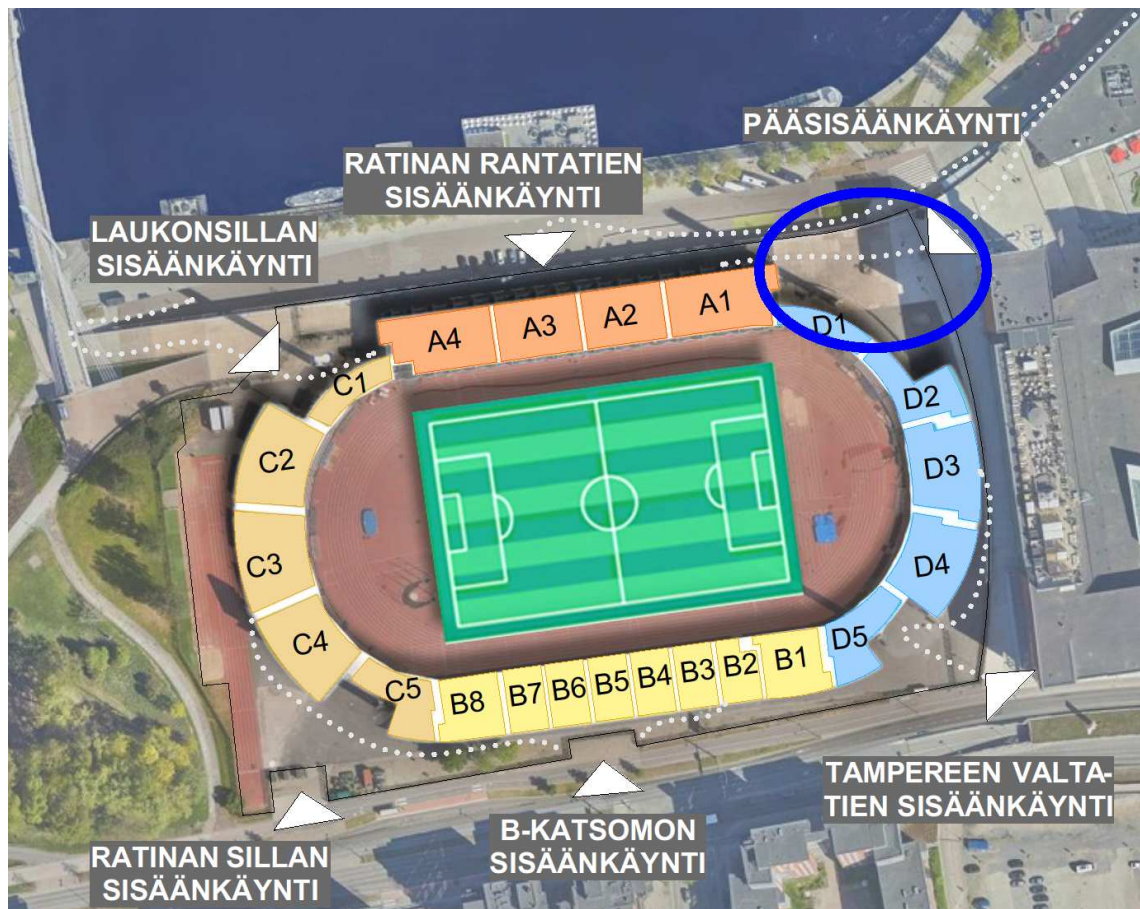 PÄÄSISÄÄNKÄYNTI
RATINAN RANTATIEN
SISÄÄNKÄYNTI
LAUKONSILLAN
SISÄÄNKÄYNTI
A4
A3
A2
A1
D1
D2
D3
D4
D5
C1
C2
C3
C4
C5
B8
B7
B6
B5
B4
B3
B2
B1
TAMPEREEN VALTA-
TIEN SISÄÄNKÄYNTI
B-KATSOMON
SISÄÄNKÄYNTI
RATINAN SILLAN
SISÄÄNKÄYNTI